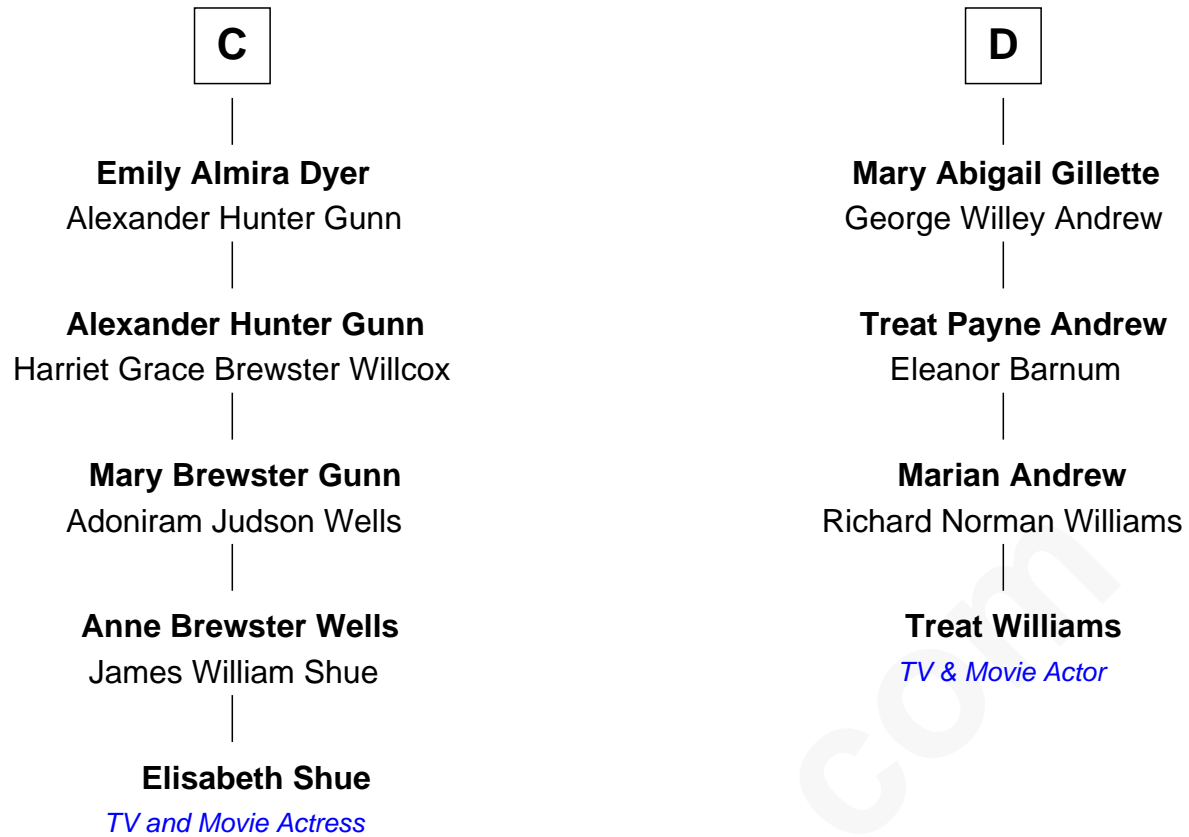 C
Emily Almira Dyer
Alexander Hunter Gunn
Alexander Hunter Gunn
Harriet Grace Brewster Willcox
Mary Brewster Gunn
Adoniram Judson Wells
Anne Brewster Wells
James William Shue
Elisabeth Shue
TV and Movie Actress
D
Mary Abigail Gillette
George Willey Andrew
Treat Payne Andrew
Eleanor Barnum
Marian Andrew
Richard Norman Williams
Treat Williams
TV & Movie Actor
com